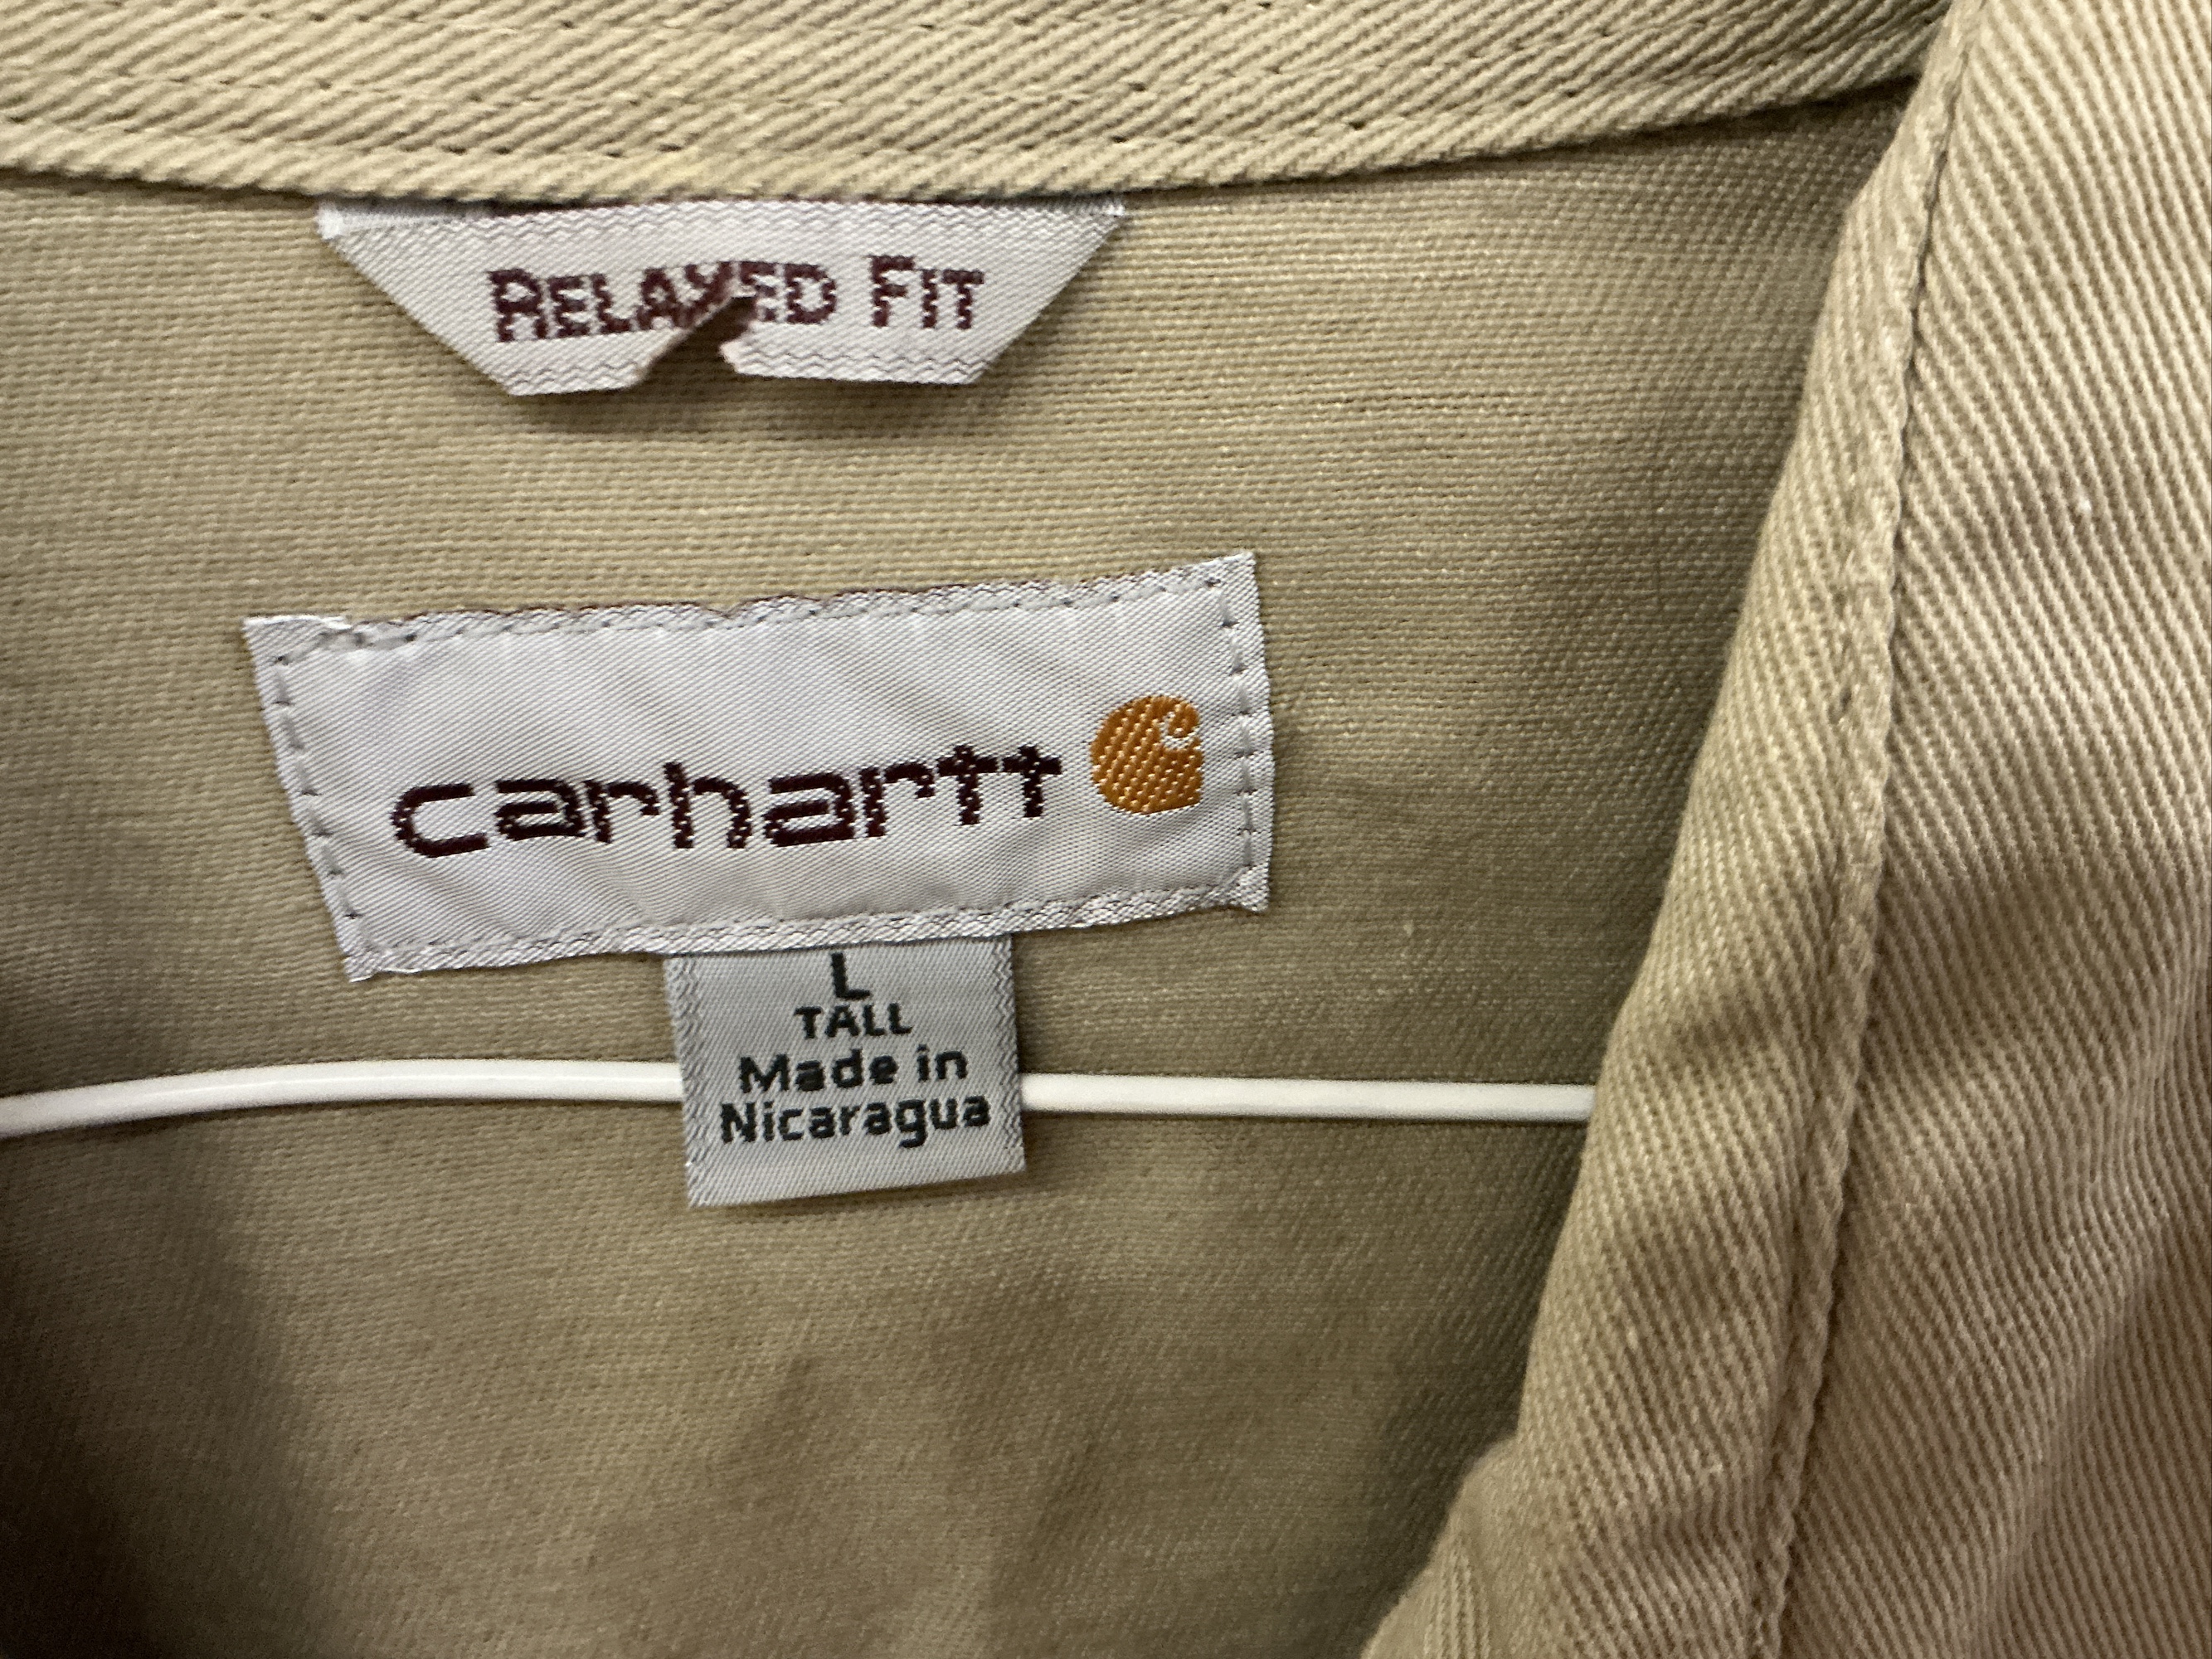 RELAXED FIT
carhartt
L
TALL
Made in
Nicaragua